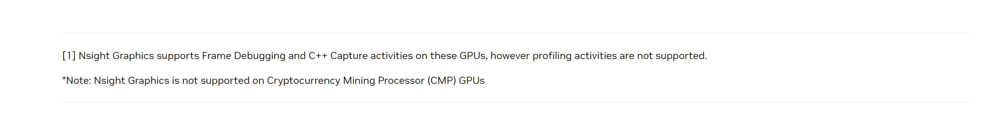 [1] Nsight Graphics supports Frame Debugging and C++ Capture activities on these GPUs, however profiling activities are not supported.
*Note: Nsight Graphics is not supported on Cryptocurrency Mining Processor (CMP) GPUs